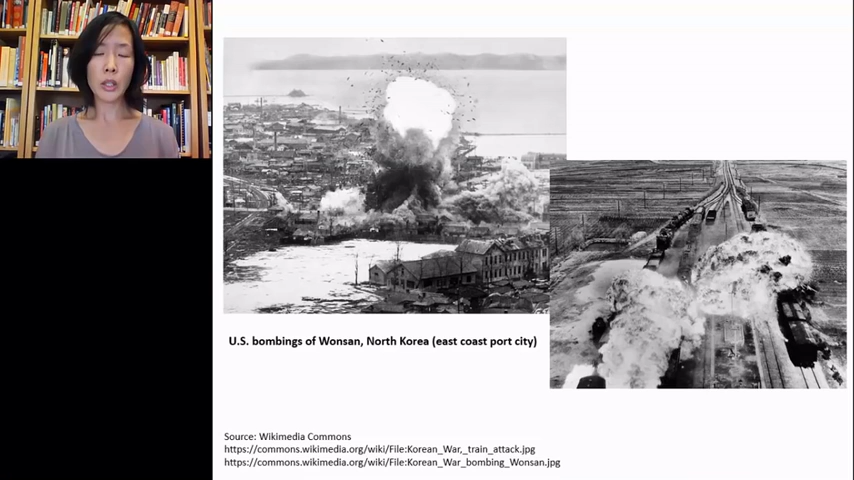 U.S. bombings of Wonsan, North Korea (east coast port city)
Source: Wikimedia Commons
https://commons.wikimedia.org/wiki/File:Korean_War,_train_attack.jpg
https://commons.wikimedia.org/wiki/File:Korean_War_bombing_Wonsan.jpg